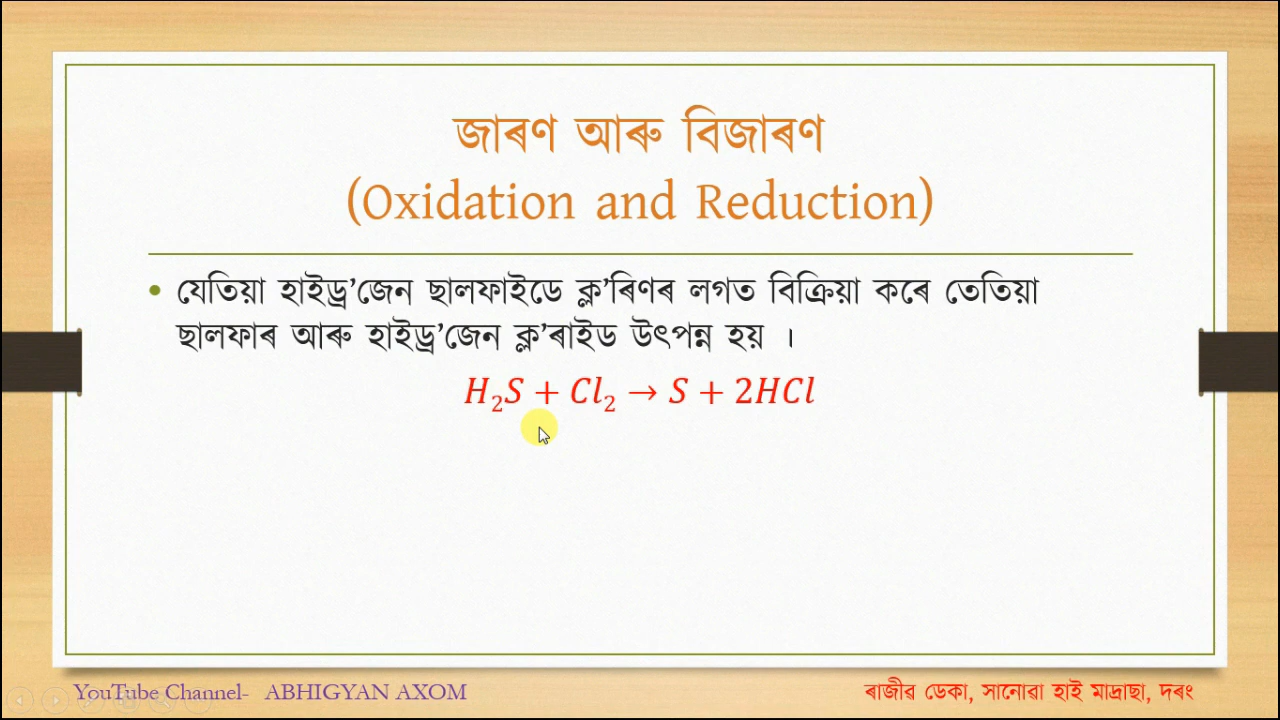 জাৰণ আৰু বিজাৰণ
(Oxidation and Reduction)
• যেতিয়া হাইড্ৰ’জেন ছালফাইডে ক্ল’ৰিণৰ লগত বিক্ৰিয়া কৰে তেতিয়া
ছালফাৰ আৰু হাইড্ৰ’জেন ক্ল’ৰাইড উৎপন্ন হয় ।
H₂S + Cl₂ → S + 2HCl
YouTube Channel- ABHIGYAN AXOM
ৰাজীৱ ডেকা, সানোৱা হাই মাদ্ৰাছা, দৰং